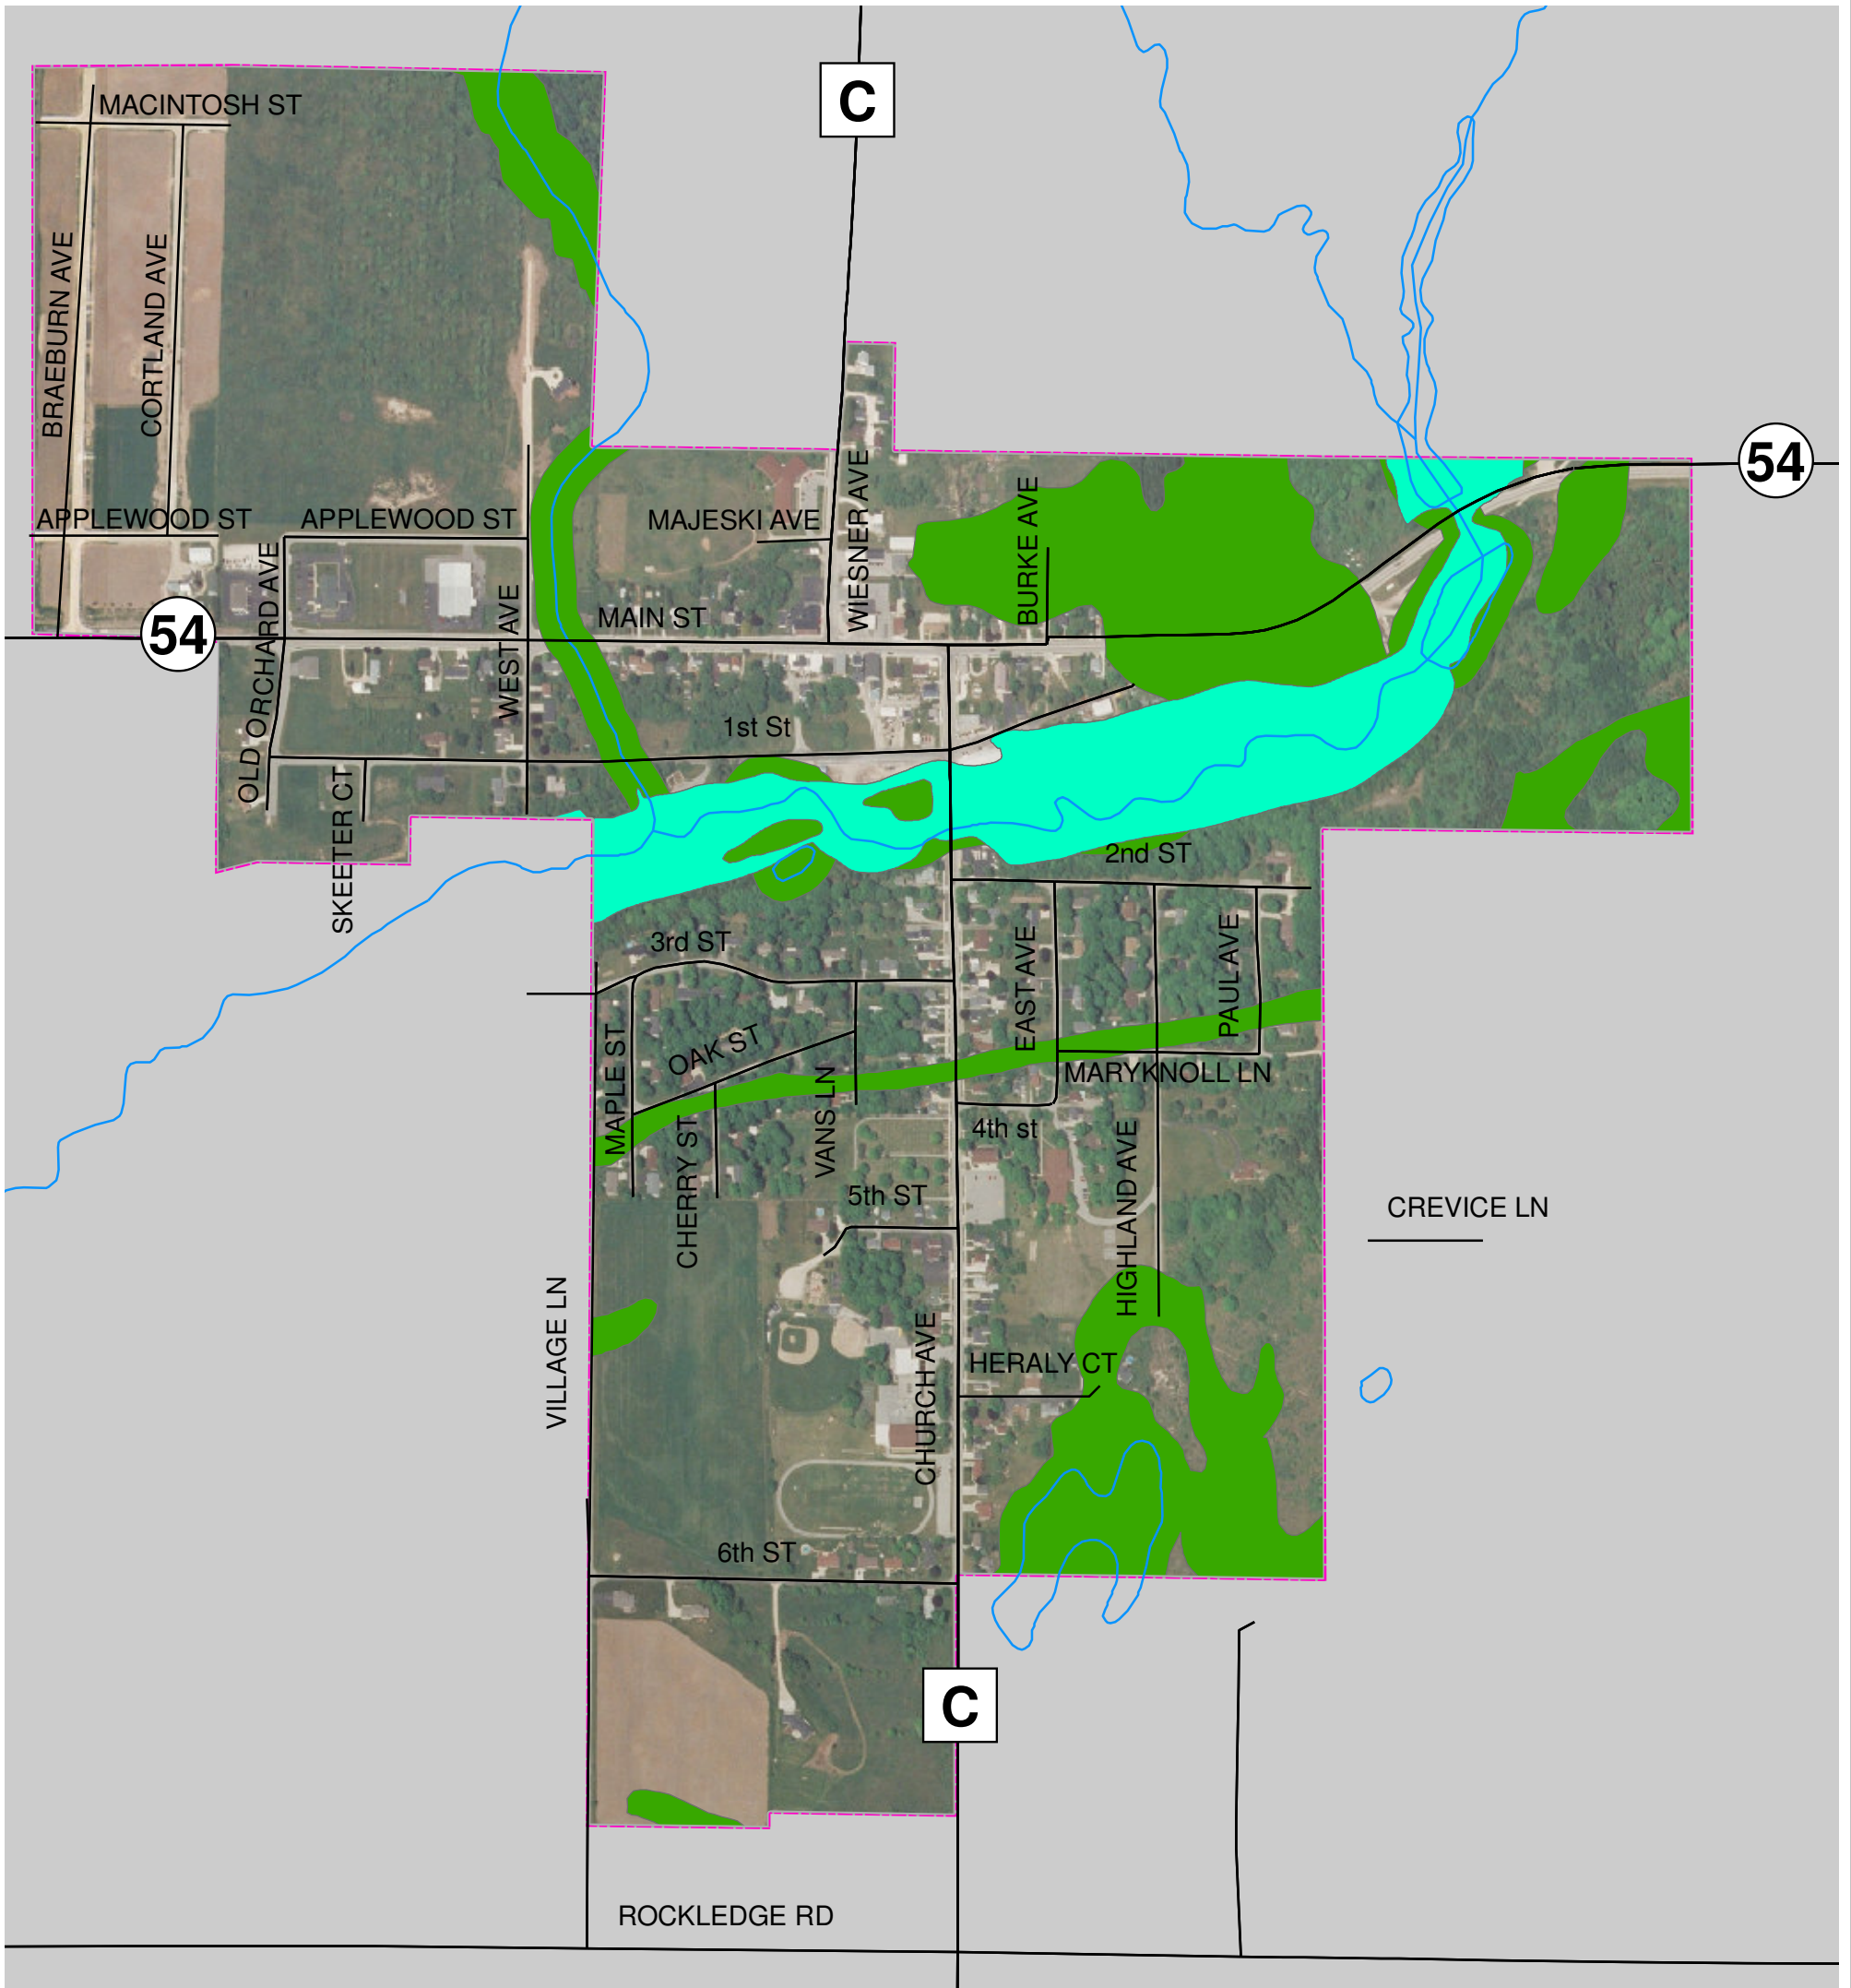 C
MACINTOSH ST
BRAEBURN AVE
CORTLAND AVE
54
APPLEWOOD ST
APPLEWOOD ST
MAJESKI AVE
WIESNER AVE
BURKE AVE
OLD ORCHARD AVE
WEST AVE
MAIN ST
54
1st St
SKEETER CT
2nd ST
3rd ST
EAST AVE
PAUL AVE
MAPLE ST
OAK ST
VANS LN
MARYKNOLL LN
CHERRY ST
4th st
HIGHLAND AVE
5th ST
CREVICE LN
VILLAGE LN
CHURCH AVE
HERALY CT
6th ST
C
ROCKLEDGE RD